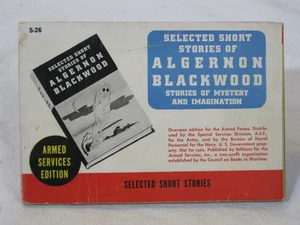 S-26
SELECTED SHORT
STORIES OF
ALGERNON
BLACKWOOD
STORIES OF MYSTERY
AND IMAGINATION
SELECTED SHORT
STORIES OF
ALGERNON
BLACKWOOD
ARMED
SERVICES
EDITION
Overseas edition for the Armed Forces. Distrib-
uted by the Special Services Division, A.S.F.,
for the Army, and by the Bureau of Naval
Personnel for the Navy. U. S. Government prop-
erty. Not for sale. Published by Editions for the
Armed Services, Inc., a non-profit organization
established by the Council on Books in Wartime.
SELECTED SHORT STORIES